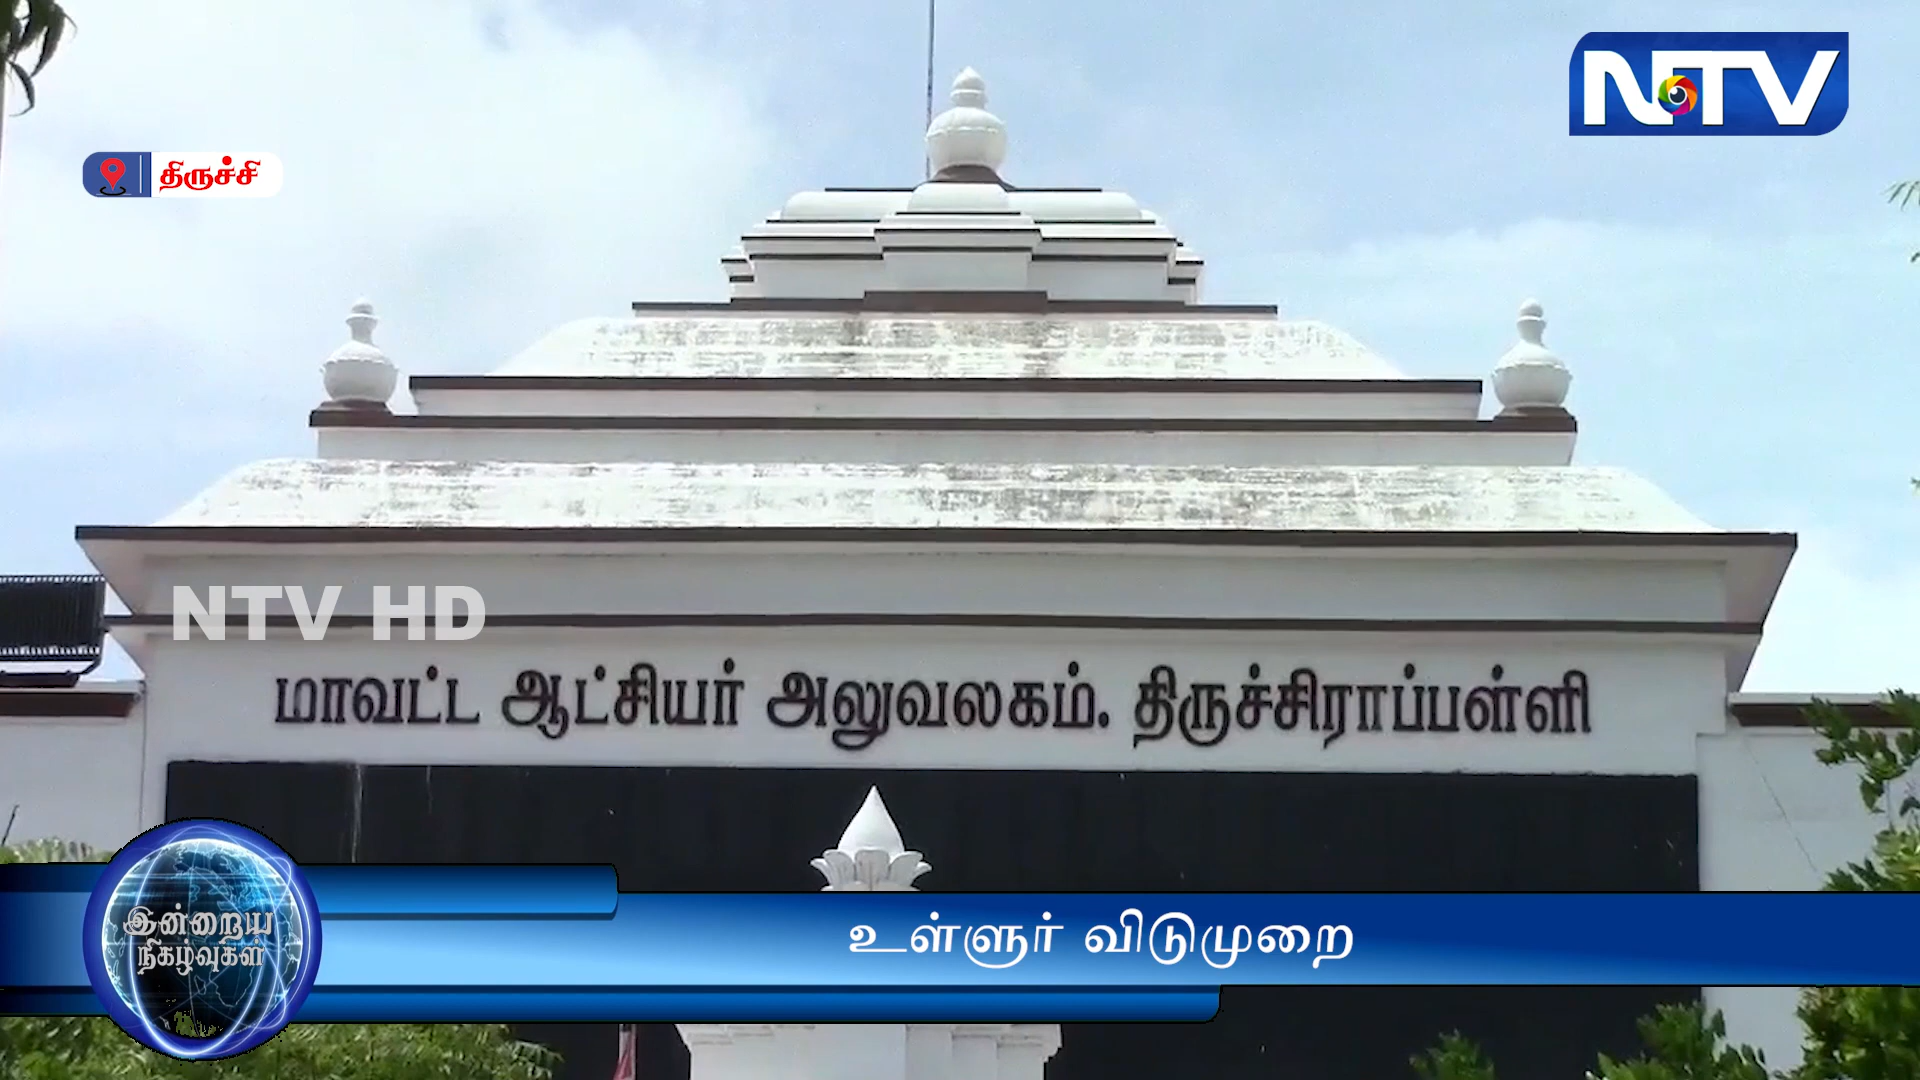 NTV
திருச்சி
NTV HD
மாவட்ட ஆட்சியர் அலுவலகம். திருச்சிராப்பள்ளி
இன்றைய
நிகழ்வுகள்
உள்ளுர் விடுமுறை